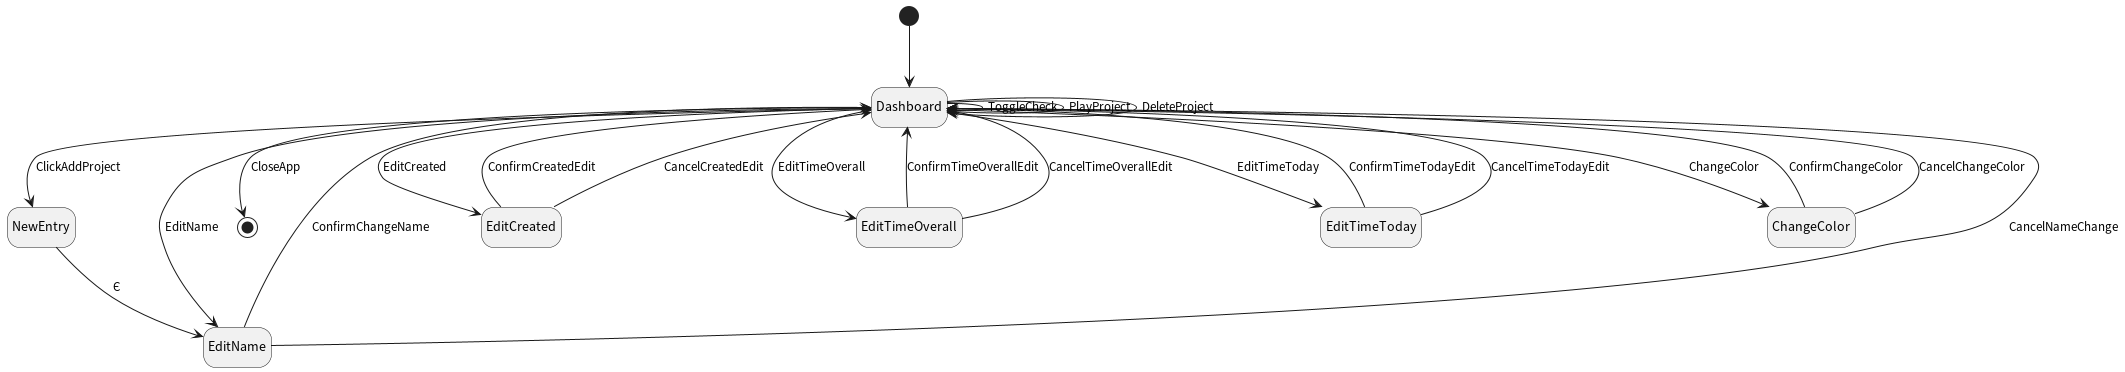 Dashboard
ToggleCheck
PlayProject
DeleteProject
ClickAddProject
CloseApp
EditCreated
ConfirmCreatedEdit
CancelCreatedEdit
EditTimeOverall
ConfirmTimeOverallEdit
CancelTimeOverallEdit
EditTimeToday
ConfirmTimeTodayEdit
CancelTimeTodayEdit
ChangeColor
ConfirmChangeColor
CancelChangeColor
NewEntry
EditName
ConfirmChangeName
EditCreated
EditTimeOverall
EditTimeToday
ChangeColor
CancelNameChange
Є
EditName